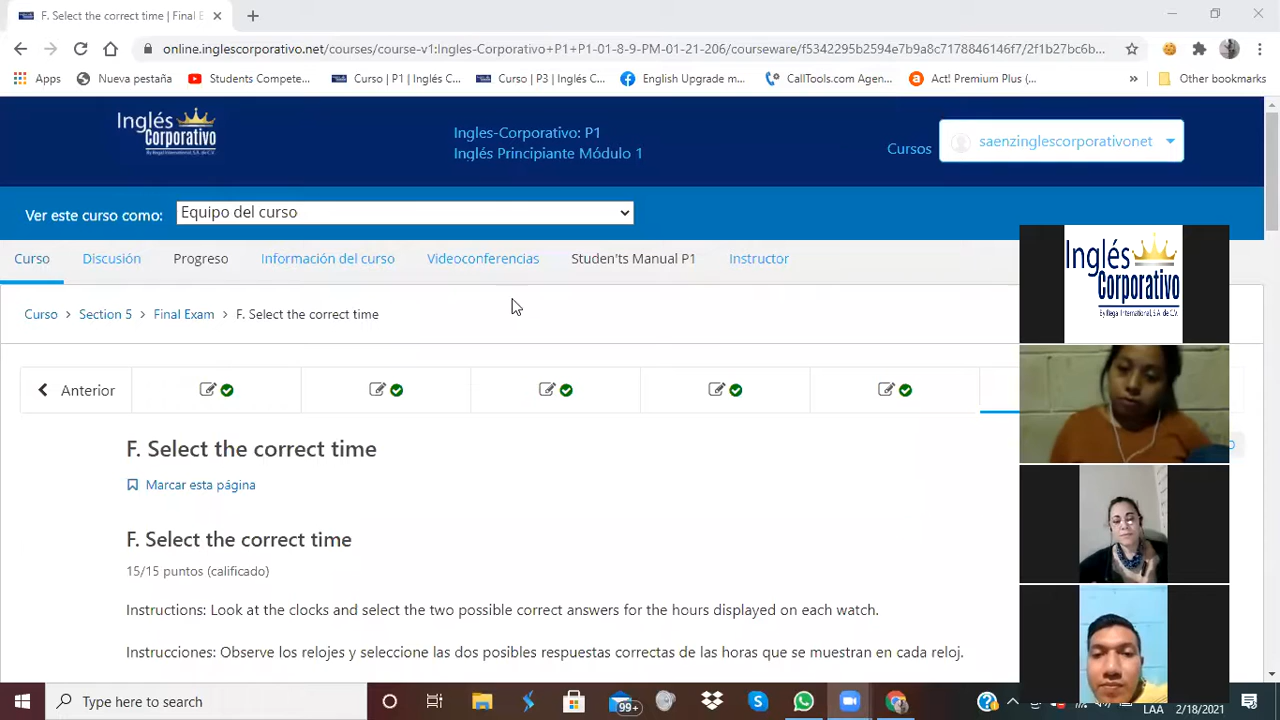 F. Select the correct time | Final E
online.inglescorporativo.net/courses/course-v1:Ingles-Corporativo+P1+P1-01-8-9-PM-01-21-206/courseware/f5342295b2594e7b9a8c7178846146f7/2f1b27bc6b...
Apps Nueva pestaña Students Compete... Curso | P1 | Inglés C... Curso | P3 | Inglés C... English Upgrade m... CallTools.com Agen... Act! Premium Plus (... » Other bookmarks
Inglés Corporativo
Ingles-Corporativo: P1
Inglés Principiante Módulo 1
Cursos
saenzinglescorporativonet
Ver este curso como:
Equipo del curso
Curso Discusión Progreso Información del curso Videoconferencias Studen'ts Manual P1 Instructor
Inglés Corporativo
Curso > Section 5 > Final Exam > F. Select the correct time
Anterior
F. Select the correct time
Marcar esta página
F. Select the correct time
15/15 puntos (calificado)
Instructions: Look at the clocks and select the two possible correct answers for the hours displayed on each watch.
Instrucciones: Observe los relojes y seleccione las dos posibles respuestas correctas de las horas que se muestran en cada reloj.
Type here to search
99+
LAA
2/18/2021